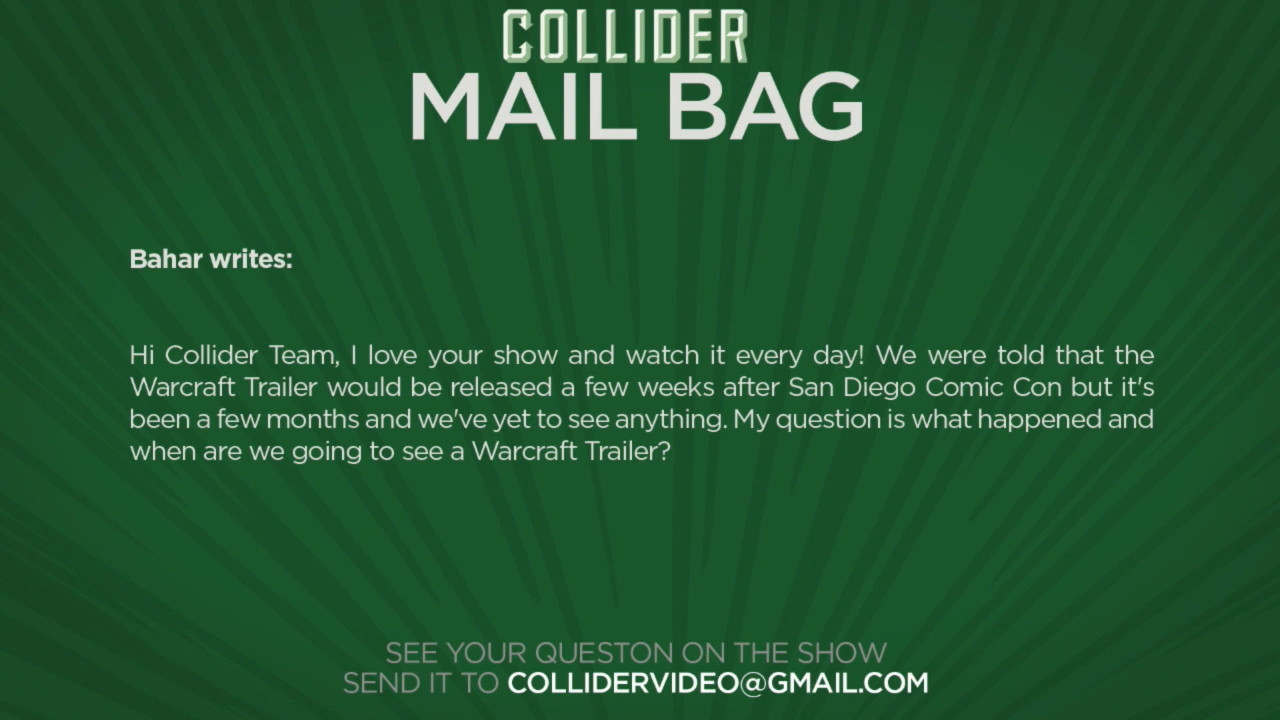 COLLIDER
MAIL BAG
Bahar writes:
Hi Collider Team, I love your show and watch it every day! We were told that the
Warcraft Trailer would be released a few weeks after San Diego Comic Con but it's
been a few months and we've yet to see anything. My question is what happened and
when are we going to see a Warcraft Trailer?
SEE YOUR QUESTON ON THE SHOW
SEND IT TO COLLIDERVIDEO@GMAIL.COM